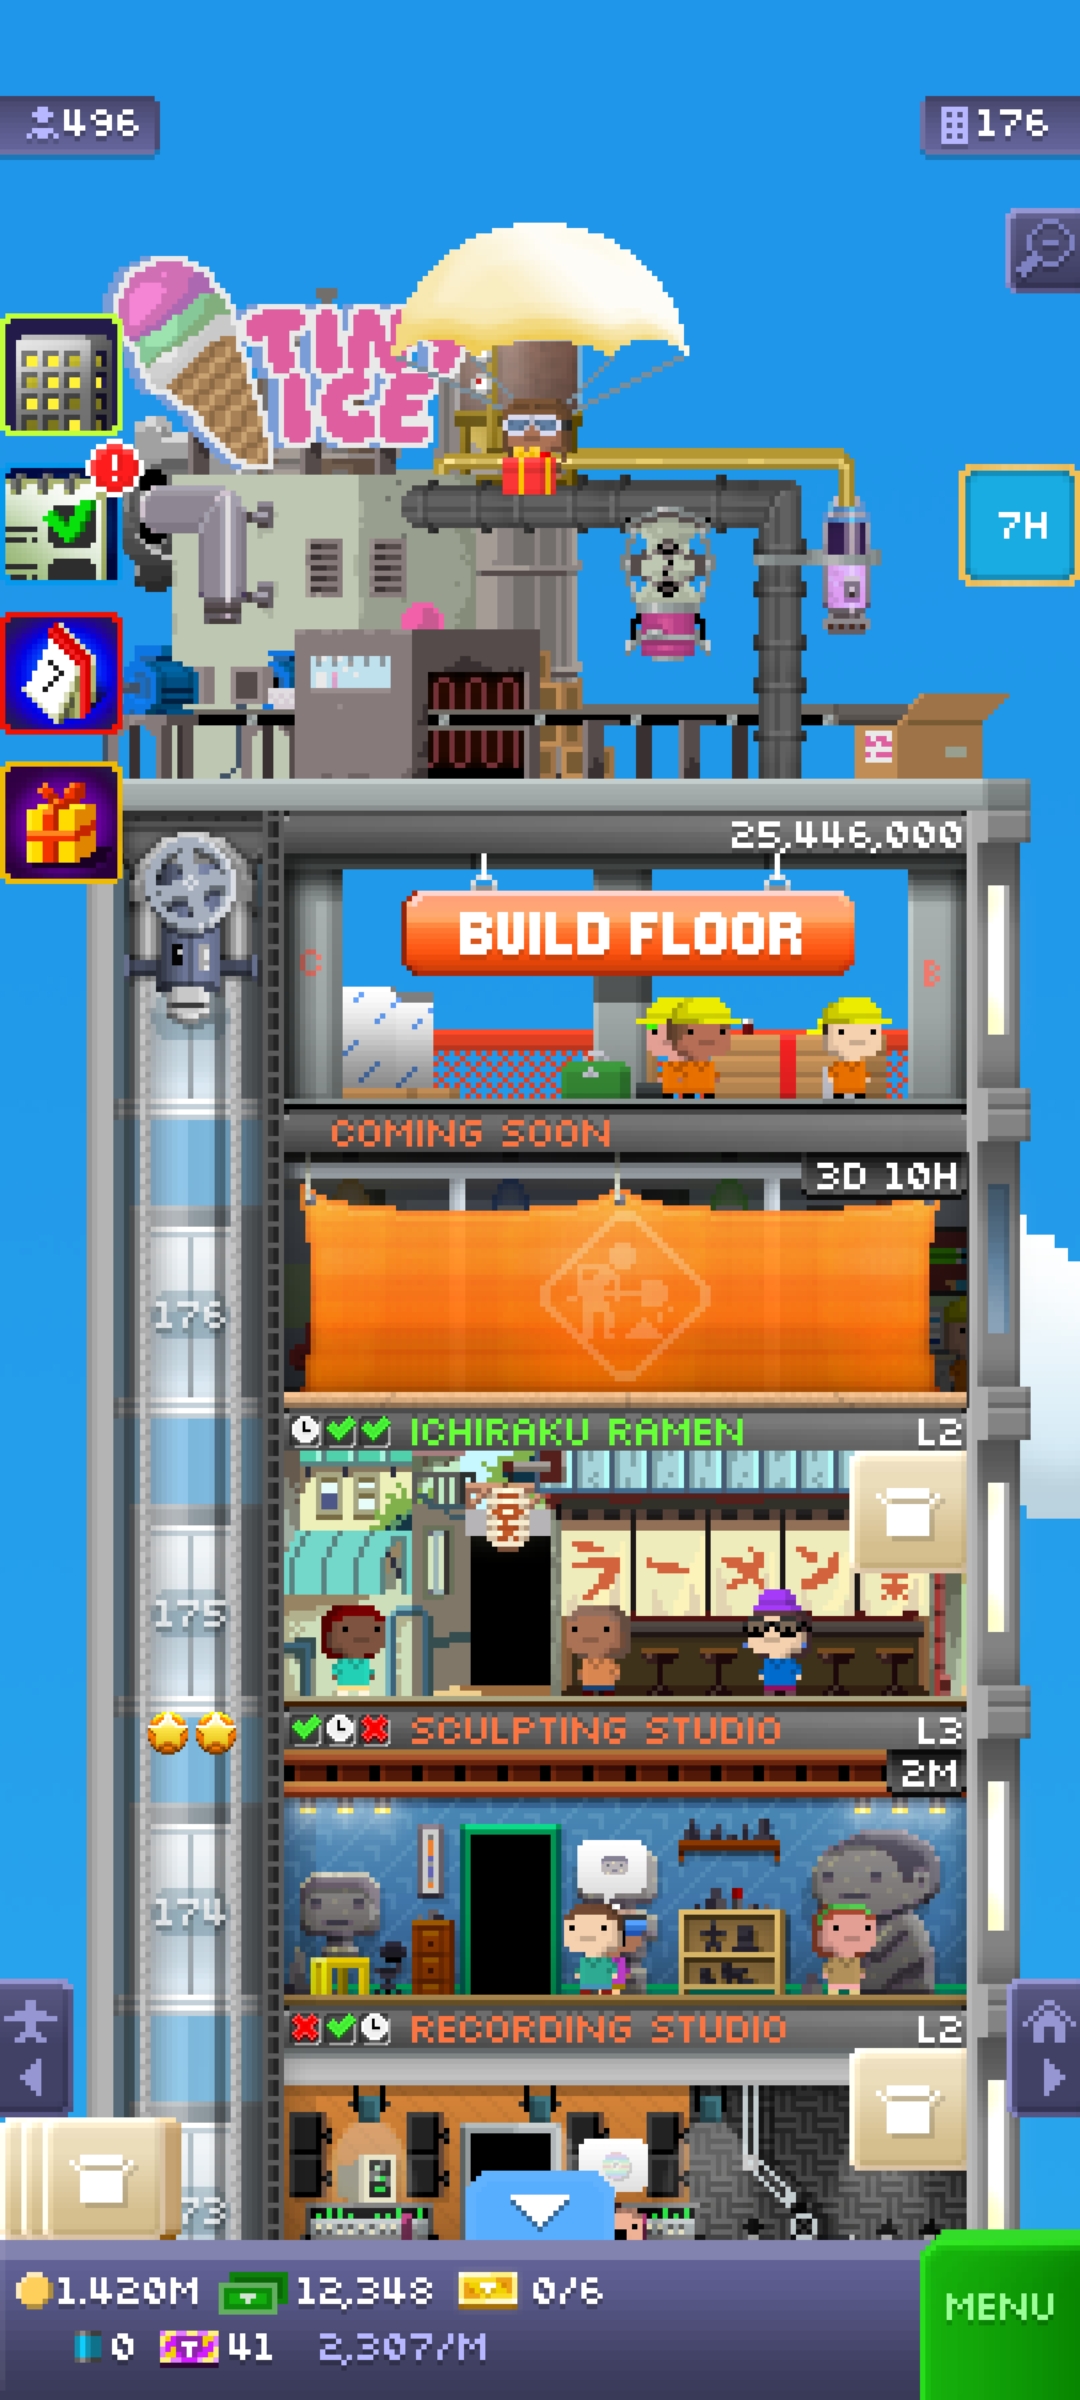 496
176
TINY
ICE
7H
25,446,000
BUILD FLOOR
C
B
COMING SOON
3D 10H
176
ICHIRAKU RAMEN
L2
ラーメン
175
SCULPTING STUDIO
L3
2M
174
RECORDING STUDIO
L2
73
1.420M
12,348
0/6
0
T
41
2,307/M
MENU